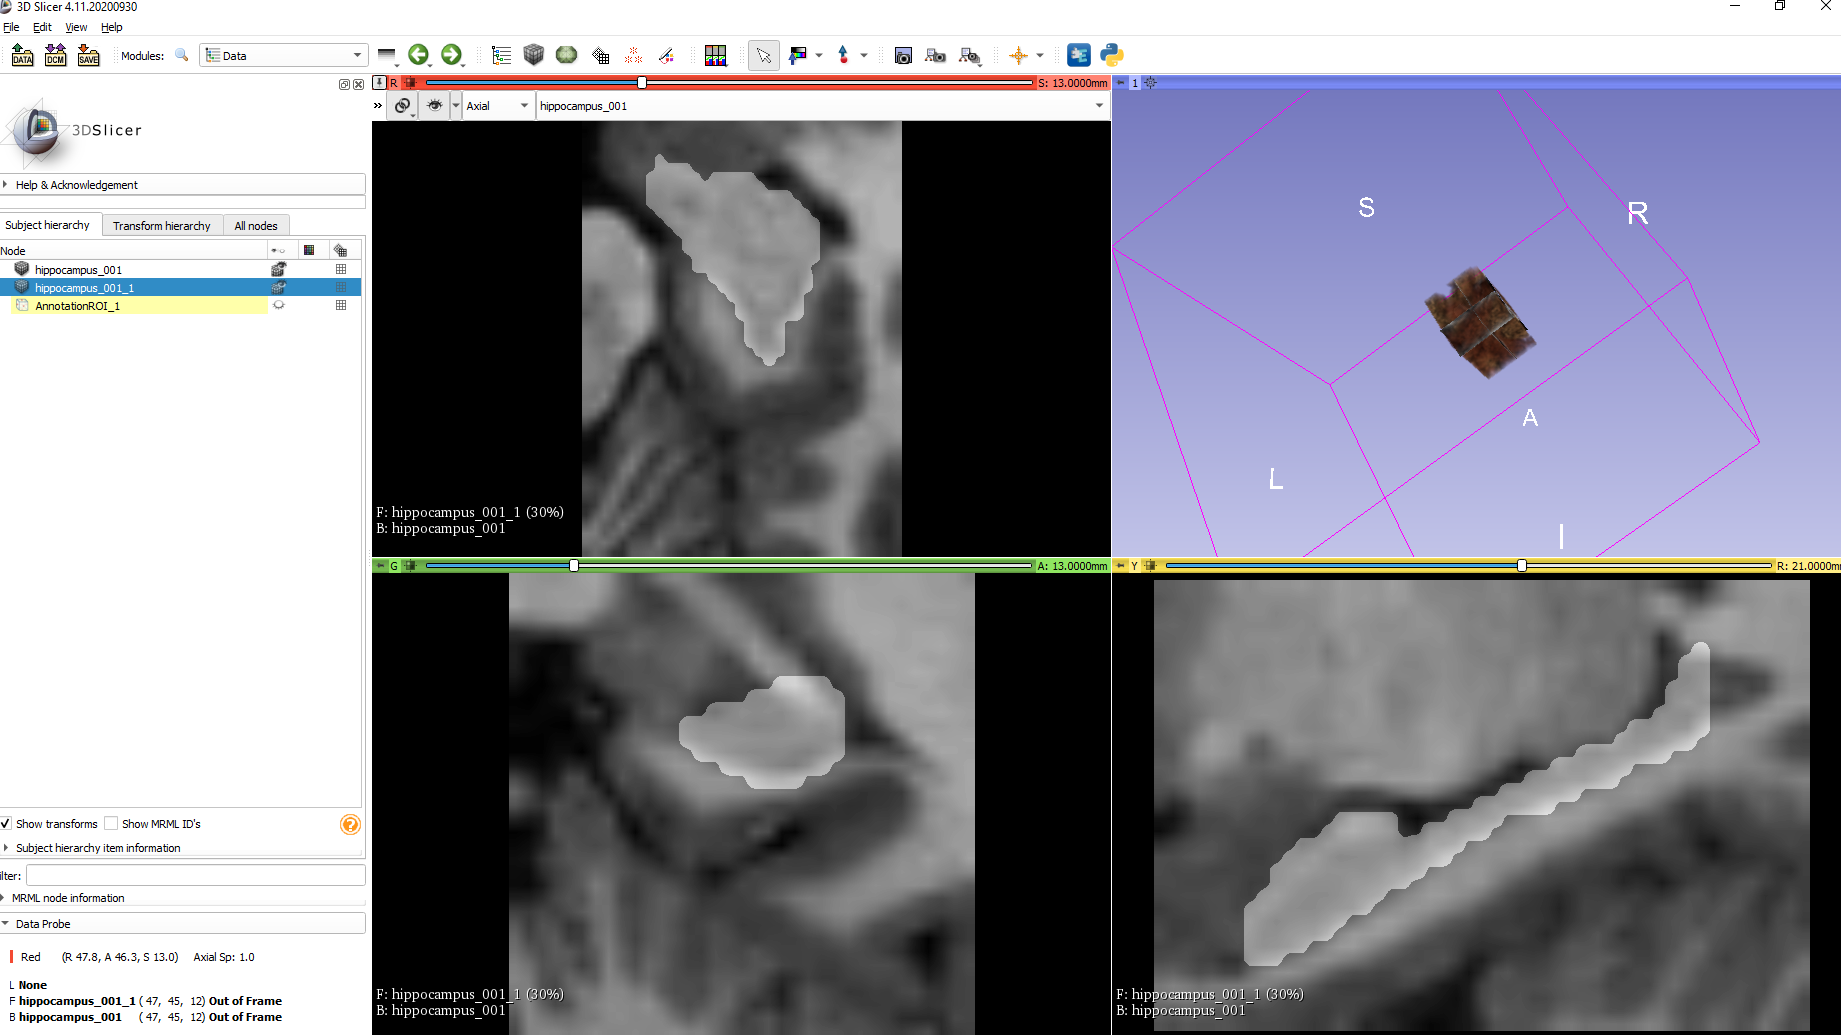 3D Slicer 4.11.20200930
File Edit View Help
DATA DCM SAVE Modules: Data
R S: 13.0000mm
1
Axial hippocampus_001
3DSlicer
Help & Acknowledgement
Subject hierarchy Transform hierarchy All nodes
Node
hippocampus_001
hippocampus_001_1
AnnotationROI_1
S
R
A
L
I
F: hippocampus_001_1 (30%)
B: hippocampus_001
G A: 13.0000mm
Y R: 21.0000m
Show transforms Show MRML ID's
Subject hierarchy item information
ilter:
MRML node information
Data Probe
Red (R 47.8, A 46.3, S 13.0) Axial Sp: 1.0
L None
F hippocampus_001_1 ( 47, 45, 12) Out of Frame
B hippocampus_001 ( 47, 45, 12) Out of Frame
F: hippocampus_001_1 (30%)
B: hippocampus_001
F: hippocampus_001_1 (30%)
B: hippocampus_001